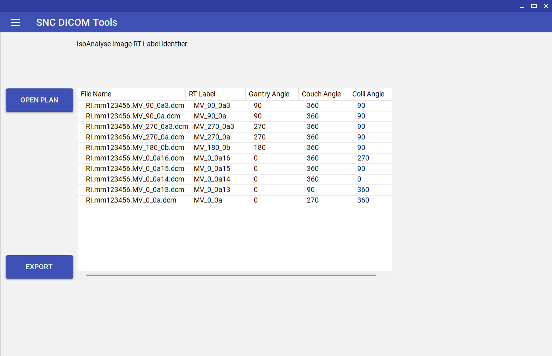 SNC DICOM Tools
IsoAnalyse Image RT Label Identfier
OPEN PLAN
File Name RT Label Gantry Angle Couch Angle Colli Angle
RI.mm123456.MV_90_0a3.dcm MV_90_0a3 90 360 90
RI.mm123456.MV_90_0a.dcm MV_90_0a 90 360 90
RI.mm123456.MV_270_0a3.dcm MV_270_0a3 270 360 90
RI.mm123456.MV_270_0a.dcm MV_270_0a 270 360 90
RI.mm123456.MV_180_0b.dcm MV_180_0b 180 360 90
RI.mm123456.MV_0_0a16.dcm MV_0_0a16 0 360 270
RI.mm123456.MV_0_0a15.dcm MV_0_0a15 0 360 90
RI.mm123456.MV_0_0a14.dcm MV_0_0a14 0 360 0
RI.mm123456.MV_0_0a13.dcm MV_0_0a13 0 90 360
RI.mm123456.MV_0_0a.dcm MV_0_0a 0 270 360
EXPORT